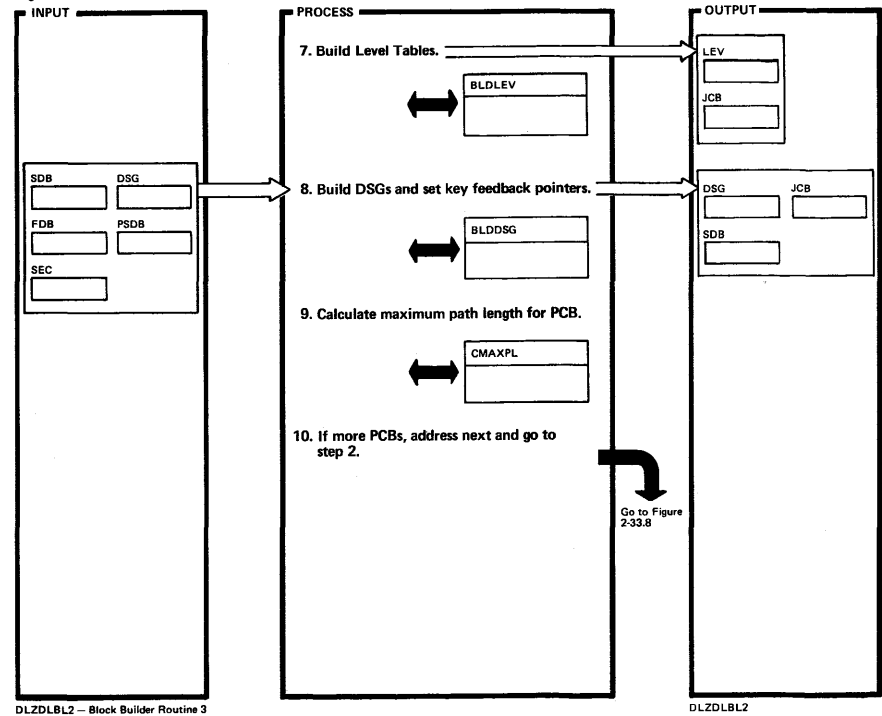 INPUT
PROCESS
OUTPUT
7. Build Level Tables.
BLDLEV
LEV
JCB
SDB DSG
FDB PSDB
SEC
8. Build DSGs and set key feedback pointers.
BLDDSG
DSG JCB
SDB
9. Calculate maximum path length for PCB.
CMAXPL
10. If more PCBs, address next and go to
step 2.
Go to Figure
2-33.8
DLZDLBL2 — Block Builder Routine 3
DLZDLBL2